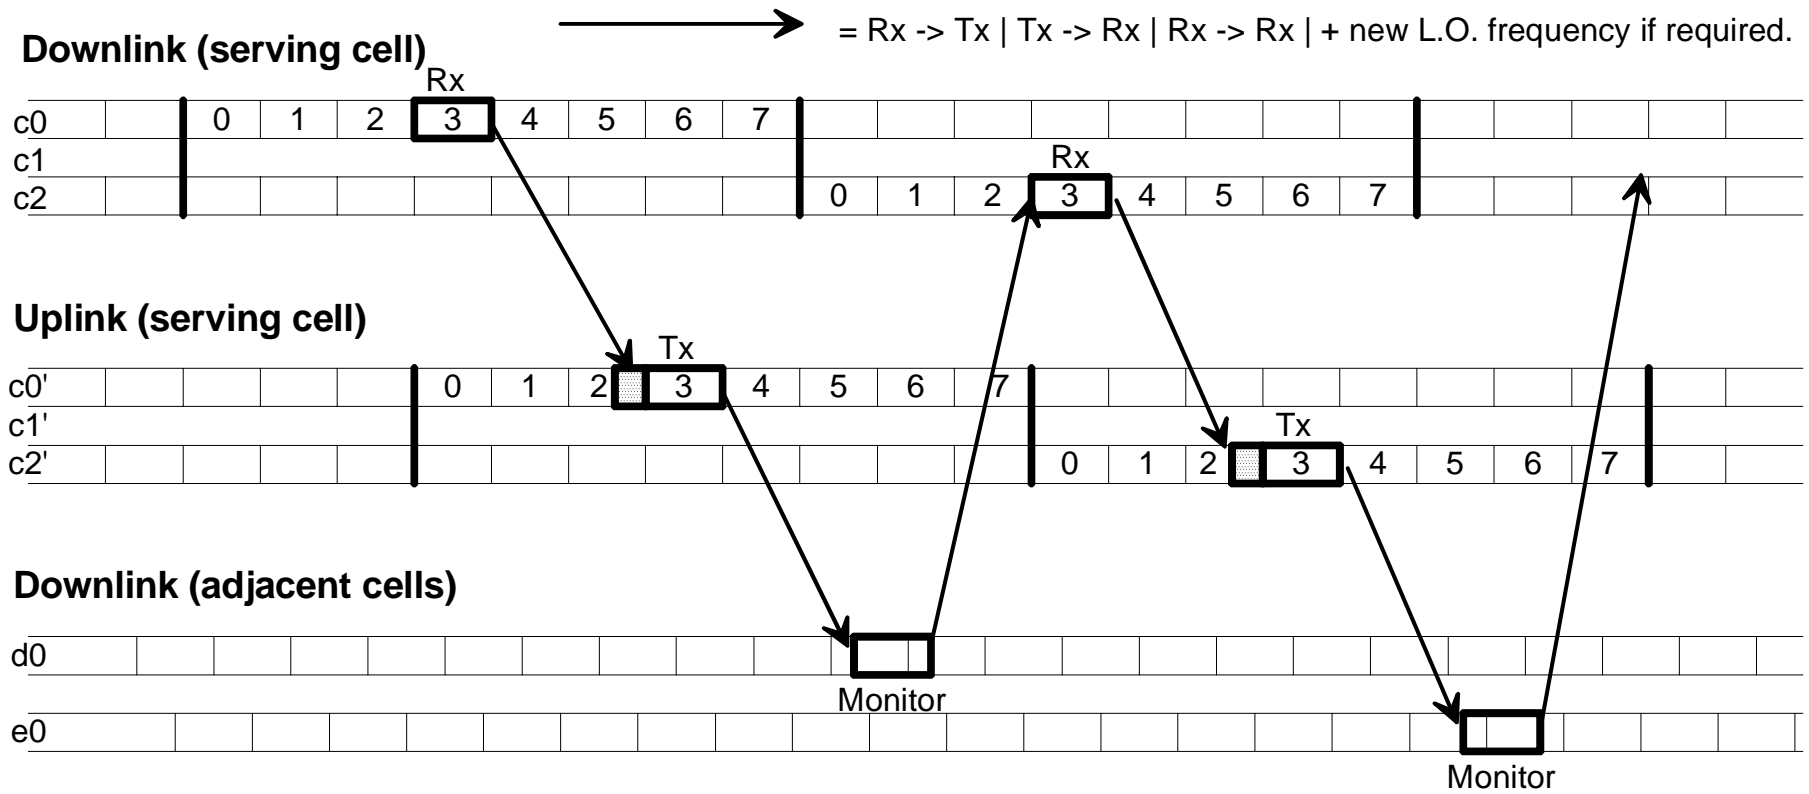 = Rx -> Tx | Tx -> Rx | Rx -> Rx | + new L.O. frequency if required.
Downlink (serving cell)
Rx
c0 0 1 2 3 4 5 6 7
c1 Rx
c2 0 1 2 3 4 5 6 7
Uplink (serving cell)
Tx
c0' 0 1 2 3 4 5 6 7
c1' Tx
c2' 0 1 2 3 4 5 6 7
Downlink (adjacent cells)
d0
Monitor
e0
Monitor